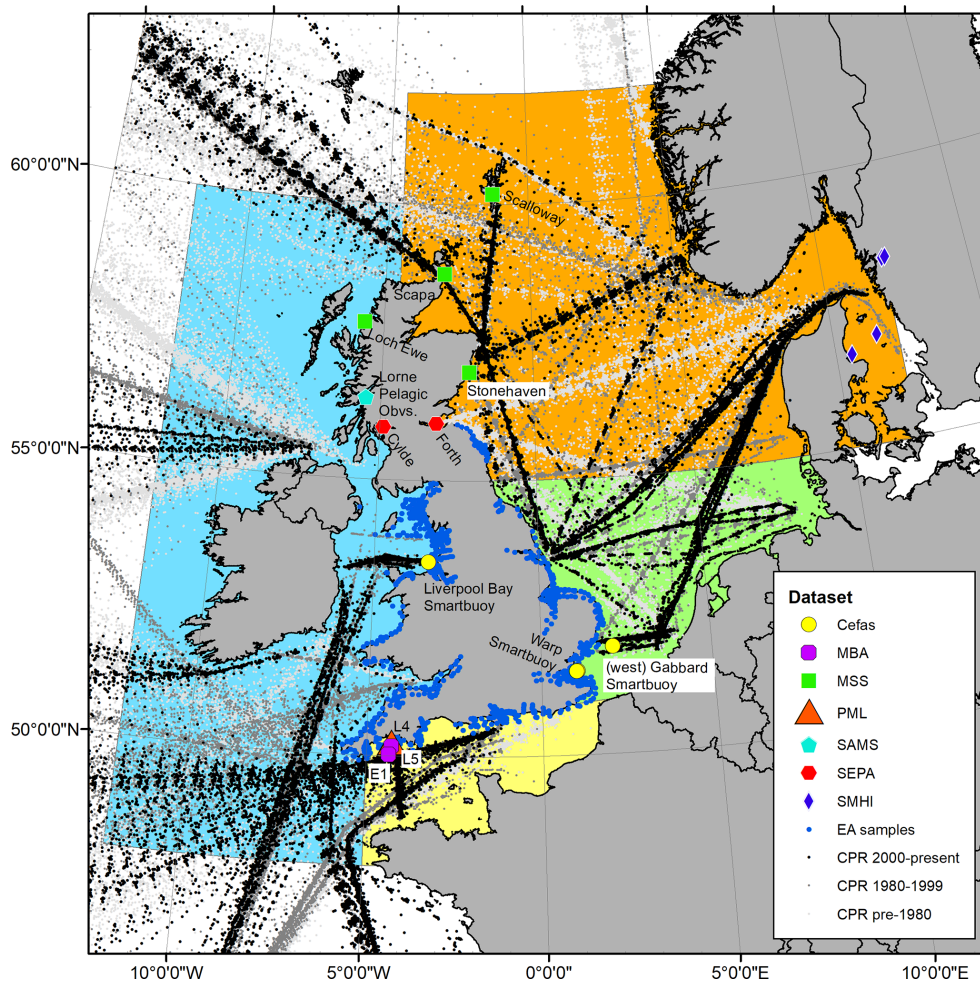 60°0'0"N
Scalloway
Scapa
Loch Ewe
Lorne
Pelagic
Obvs.
Stonehaven
55°0'0"N
Clyde
Forth
Liverpool Bay
Smartbuoy
Warp
Smartbuoy
(west) Gabbard
Smartbuoy
50°0'0"N
L4
L5
E1
Dataset
Cefas
MBA
MSS
PML
SAMS
SEPA
SMHI
EA samples
CPR 2000-present
CPR 1980-1999
CPR pre-1980
10°0'0"W
5°0'0"W
0°0'0"
5°0'0"E
10°0'0"E